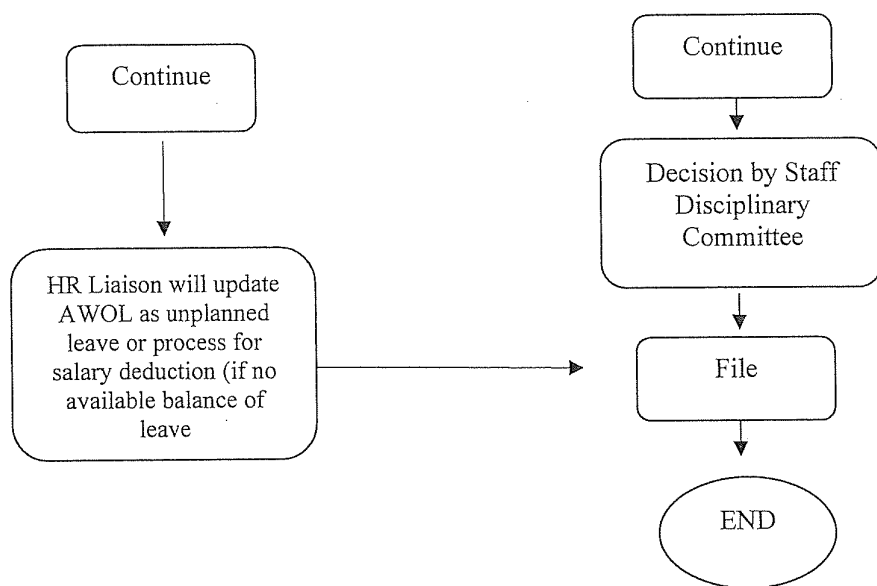 Continue
HR Liaison will update
AWOL as unplanned
leave or process for
salary deduction (if no
available balance of
leave
Continue
Decision by Staff
Disciplinary
Committee
File
END